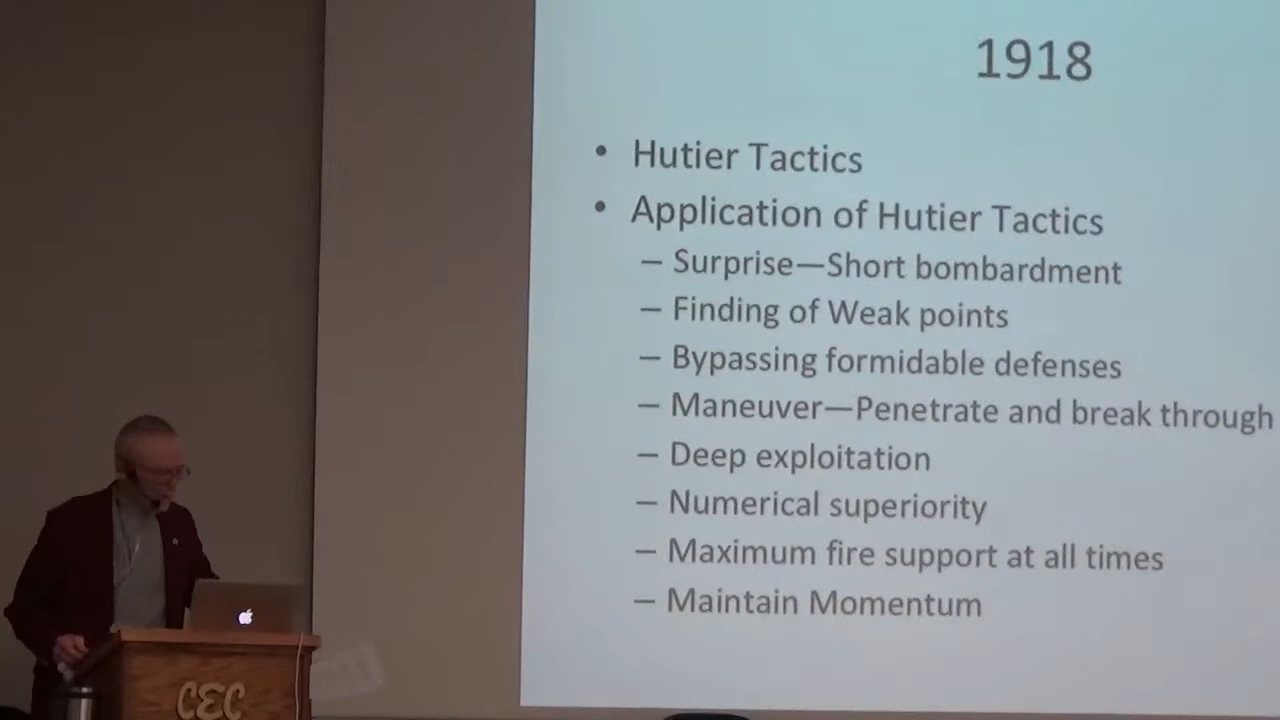 1918
• Hutier Tactics
• Application of Hutier Tactics
– Surprise—Short bombardment
– Finding of Weak points
– Bypassing formidable defenses
– Maneuver—Penetrate and break through
– Deep exploitation
– Numerical superiority
– Maximum fire support at all times
– Maintain Momentum
CEC